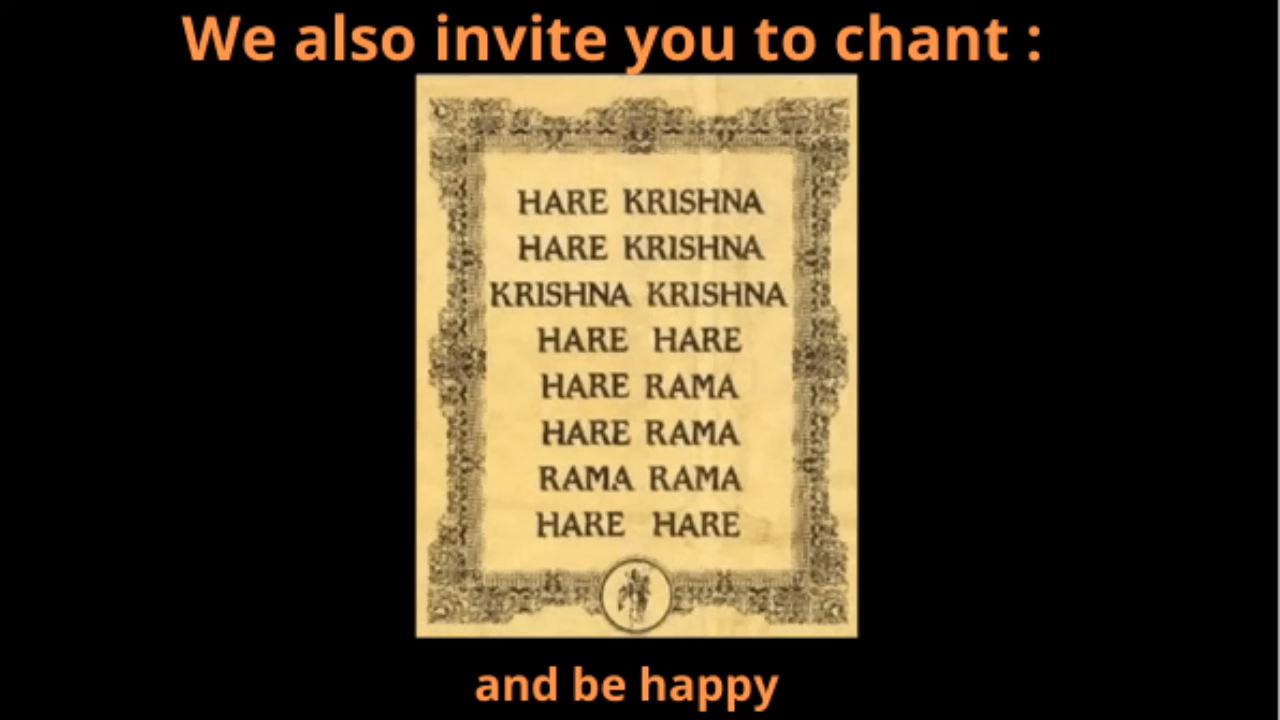 We also invite you to chant :
HARE KRISHNA
HARE KRISHNA
KRISHNA KRISHNA
HARE HARE
HARE RAMA
HARE RAMA
RAMA RAMA
HARE HARE
and be happy